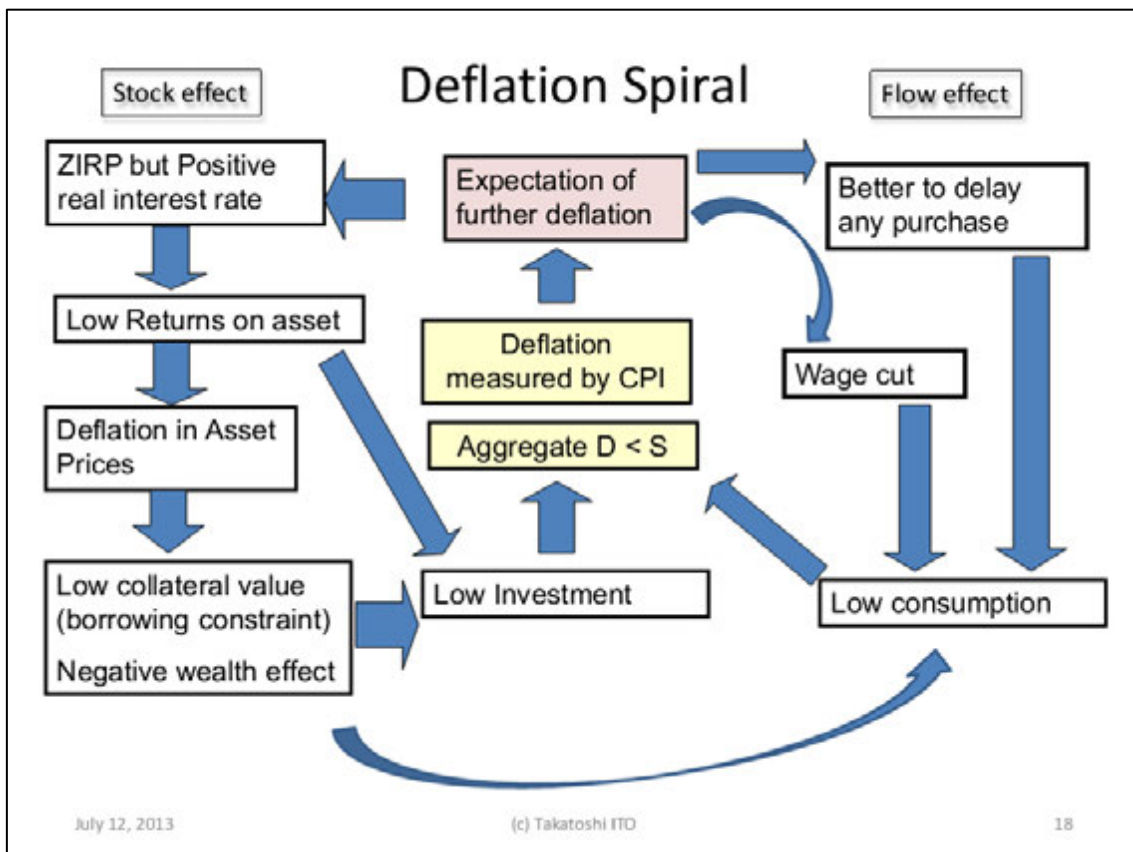 Deflation Spiral
Stock effect
Flow effect
ZIRP but Positive
real interest rate
Expectation of
further deflation
Better to delay
any purchase
Low Returns on asset
Deflation
measured by CPI
Wage cut
Deflation in Asset
Prices
Aggregate D < S
Low collateral value
(borrowing constraint)
Negative wealth effect
Low Investment
Low consumption
July 12, 2013
(c) Takatoshi ITO
18